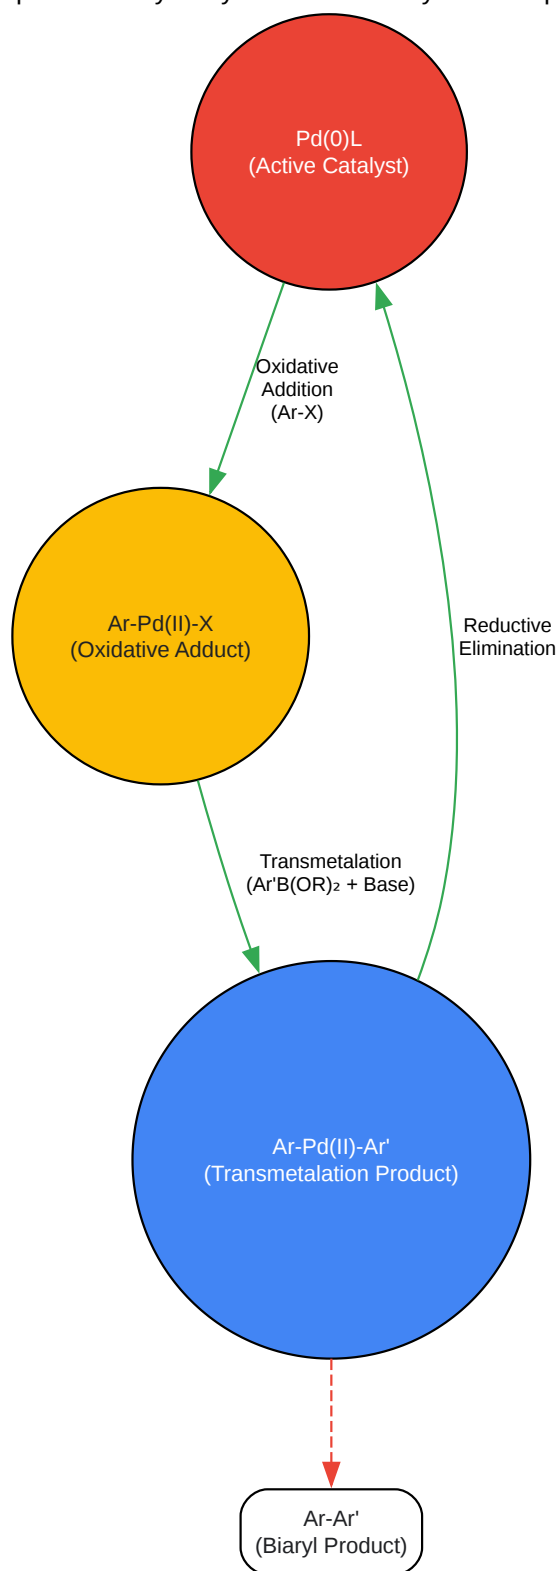 Pd(0)L
(Active Catalyst)
Oxidative
Addition
(Ar-X)
Ar-Pd(II)-X
(Oxidative Adduct)
Reductive
Elimination
Transmetalation
(Ar'B(OR)₂ + Base)
Ar-Pd(II)-Ar'
(Transmetalation Product)
Ar-Ar'
(Biaryl Product)